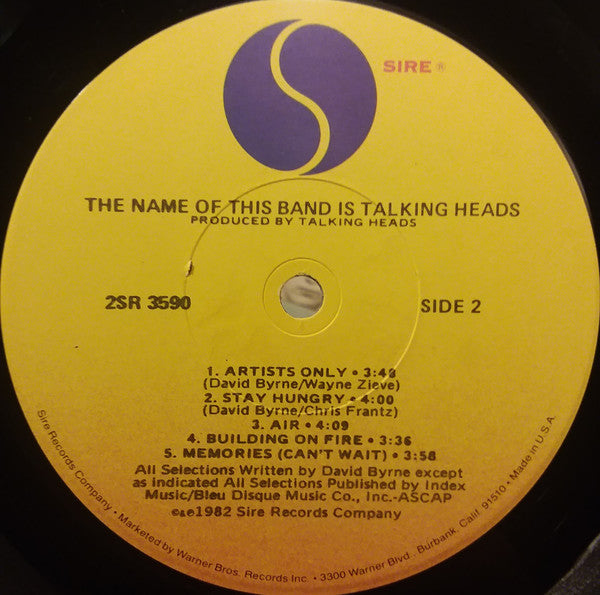 SIRE ®
THE NAME OF THIS BAND IS TALKING HEADS
PRODUCED BY TALKING HEADS
2SR 3590
SIDE 2
1. ARTISTS ONLY • 3:48
(David Byrne/Wayne Zieve)
2. STAY HUNGRY • 4:00
(David Byrne/Chris Frantz)
3. AIR • 4:09
4. BUILDING ON FIRE • 3:36
5. MEMORIES (CAN'T WAIT) • 3:58
All Selections Written by David Byrne except
as Indicated All Selections Published by Index
Music/Bleu Disque Music Co., Inc.-ASCAP
©&℗1982 Sire Records Company
Sire Records Company • Marketed by Warner Bros. Records Inc. • 3300 Warner Blvd., Burbank, Calif. 91510 • Made in U.S.A.